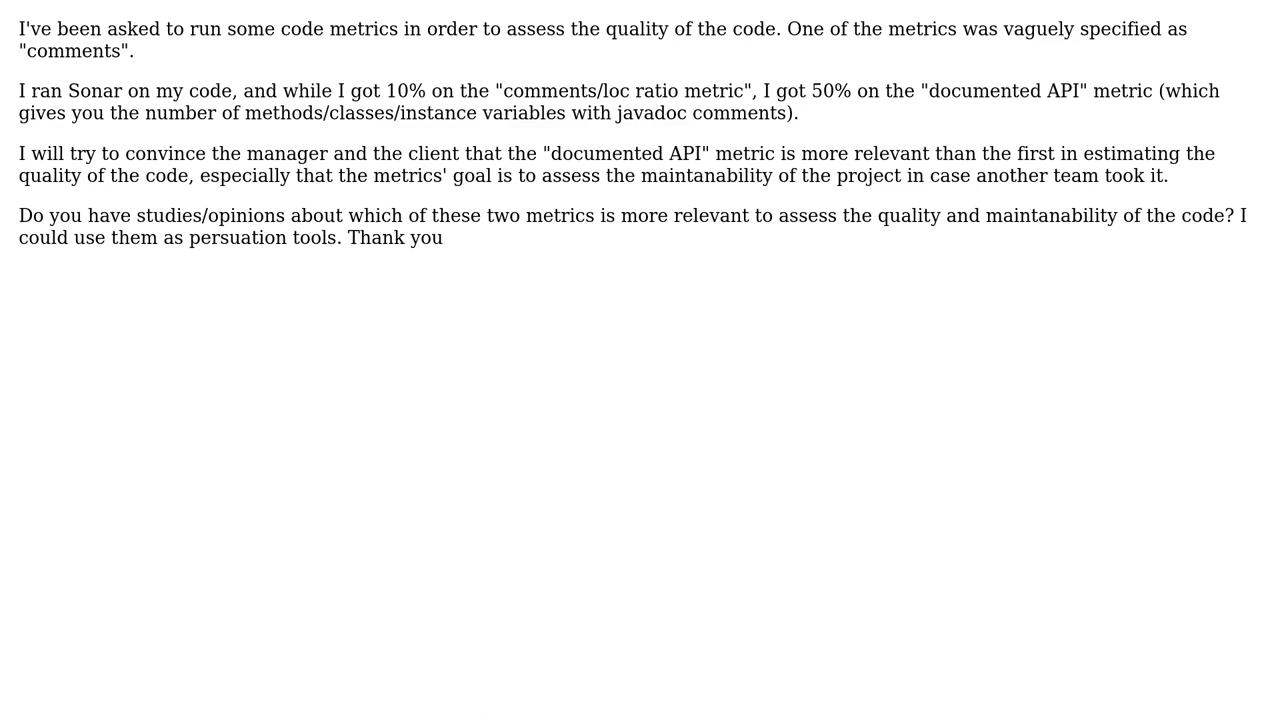 I've been asked to run some code metrics in order to assess the quality of the code. One of the metrics was vaguely specified as
"comments".
I ran Sonar on my code, and while I got 10% on the "comments/loc ratio metric", I got 50% on the "documented API" metric (which
gives you the number of methods/classes/instance variables with javadoc comments).
I will try to convince the manager and the client that the "documented API" metric is more relevant than the first in estimating the
quality of the code, especially that the metrics' goal is to assess the maintanability of the project in case another team took it.
Do you have studies/opinions about which of these two metrics is more relevant to assess the quality and maintanability of the code? I
could use them as persuation tools. Thank you